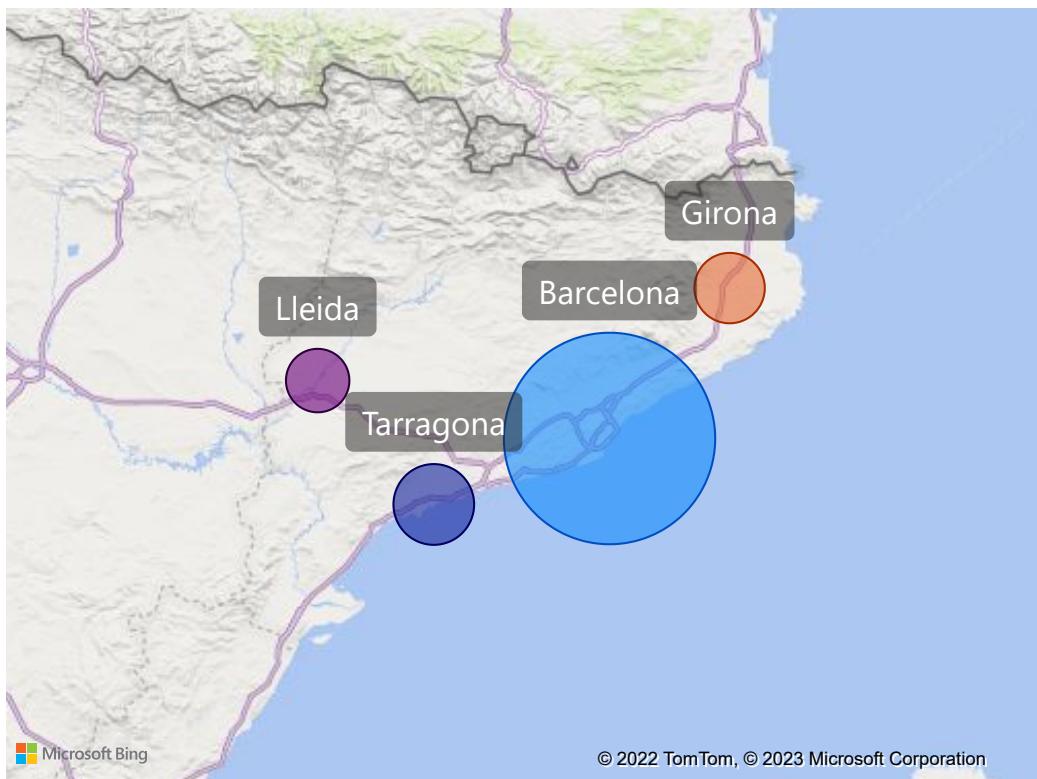 Girona
Barcelona
Lleida
Tarragona
Microsoft Bing
© 2022 TomTom, © 2023 Microsoft Corporation